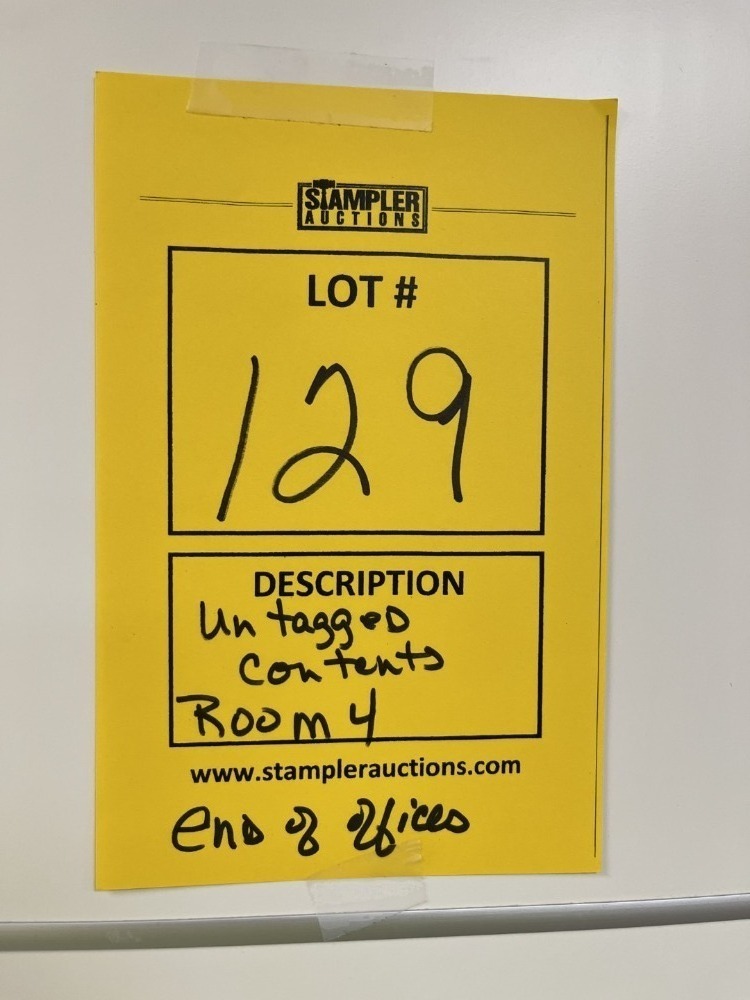 STAMPLER
AUCTIONS
LOT #
129
DESCRIPTION
Untagged
contents
Room 4
www.stamplerauctions.com
end of offices